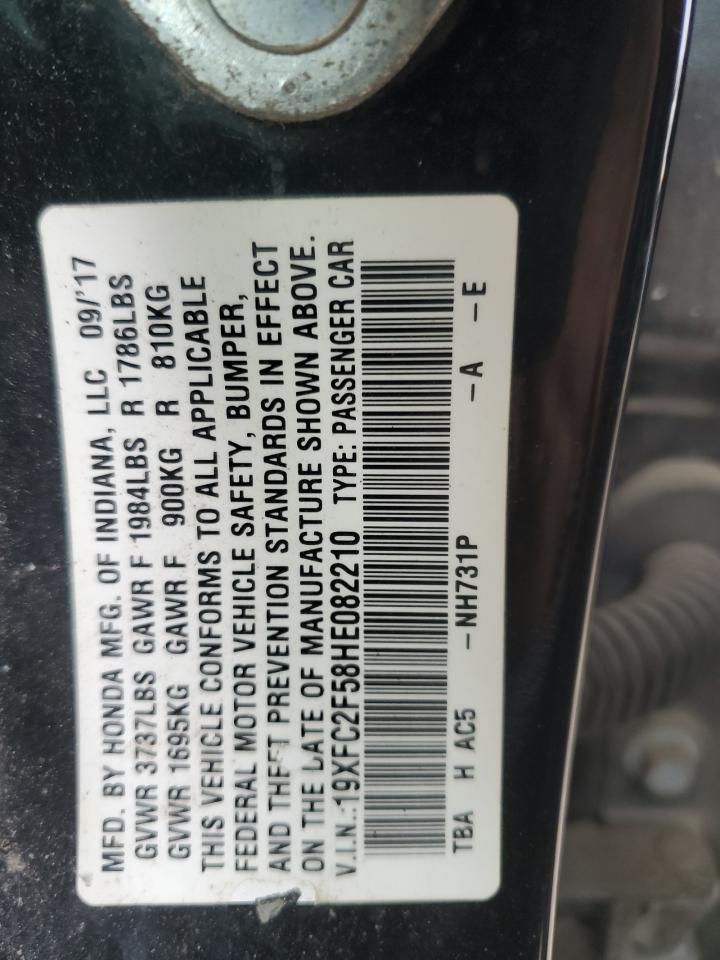 MFD. BY HONDA MFG. OF INDIANA, LLC 09/'17
GVWR 3737LBS GAWR F 1984LBS R 1786LBS
GVWR 1695KG GAWR F 900KG R 810KG
THIS VEHICLE CONFORMS TO ALL APPLICABLE
FEDERAL MOTOR VEHICLE SAFETY, BUMPER,
AND THEFT PREVENTION STANDARDS IN EFFECT
ON THE LATE OF MANUFACTURE SHOWN ABOVE.
V.I.N.: 19XFC2F58HE082210 TYPE: PASSENGER CAR
TBA H AC5 -NH731P -A -E